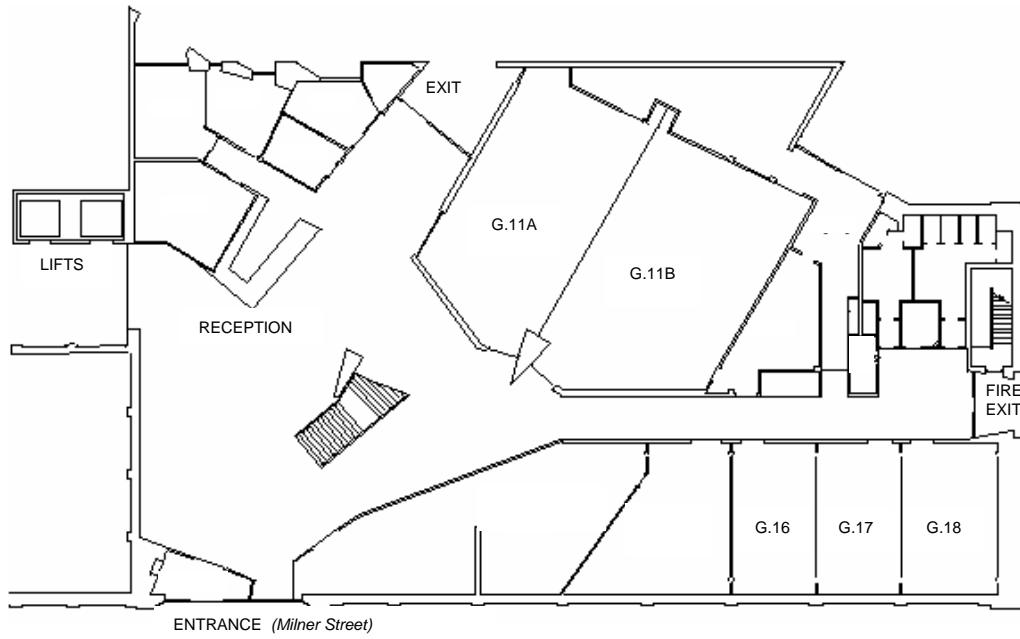 EXIT
G.11A
LIFTS
G.11B
RECEPTION
FIRE
EXIT
G.16
G.17
G.18
ENTRANCE (Milner Street)